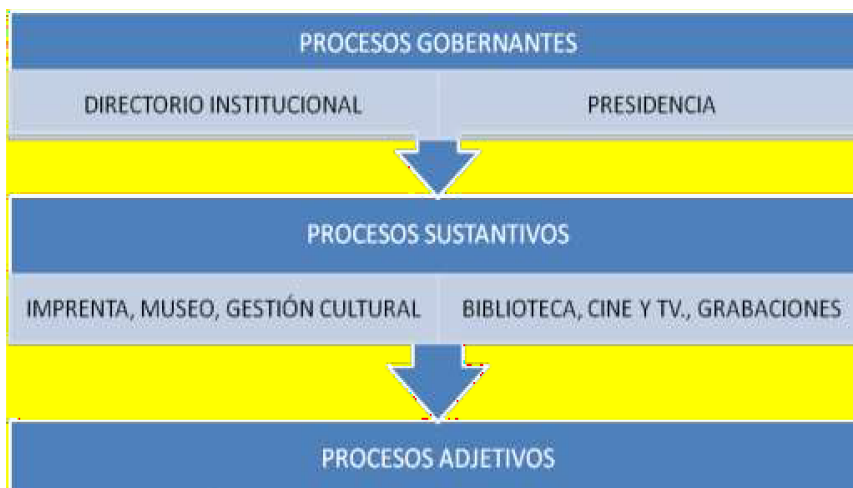 PROCESOS GOBERNANTES
DIRECTORIO INSTITUCIONAL
PRESIDENCIA
PROCESOS SUSTANTIVOS
IMPRENTA, MUSEO, GESTIÓN CULTURAL
BIBLIOTECA, CINE Y TV., GRABACIONES
PROCESOS ADJETIVOS